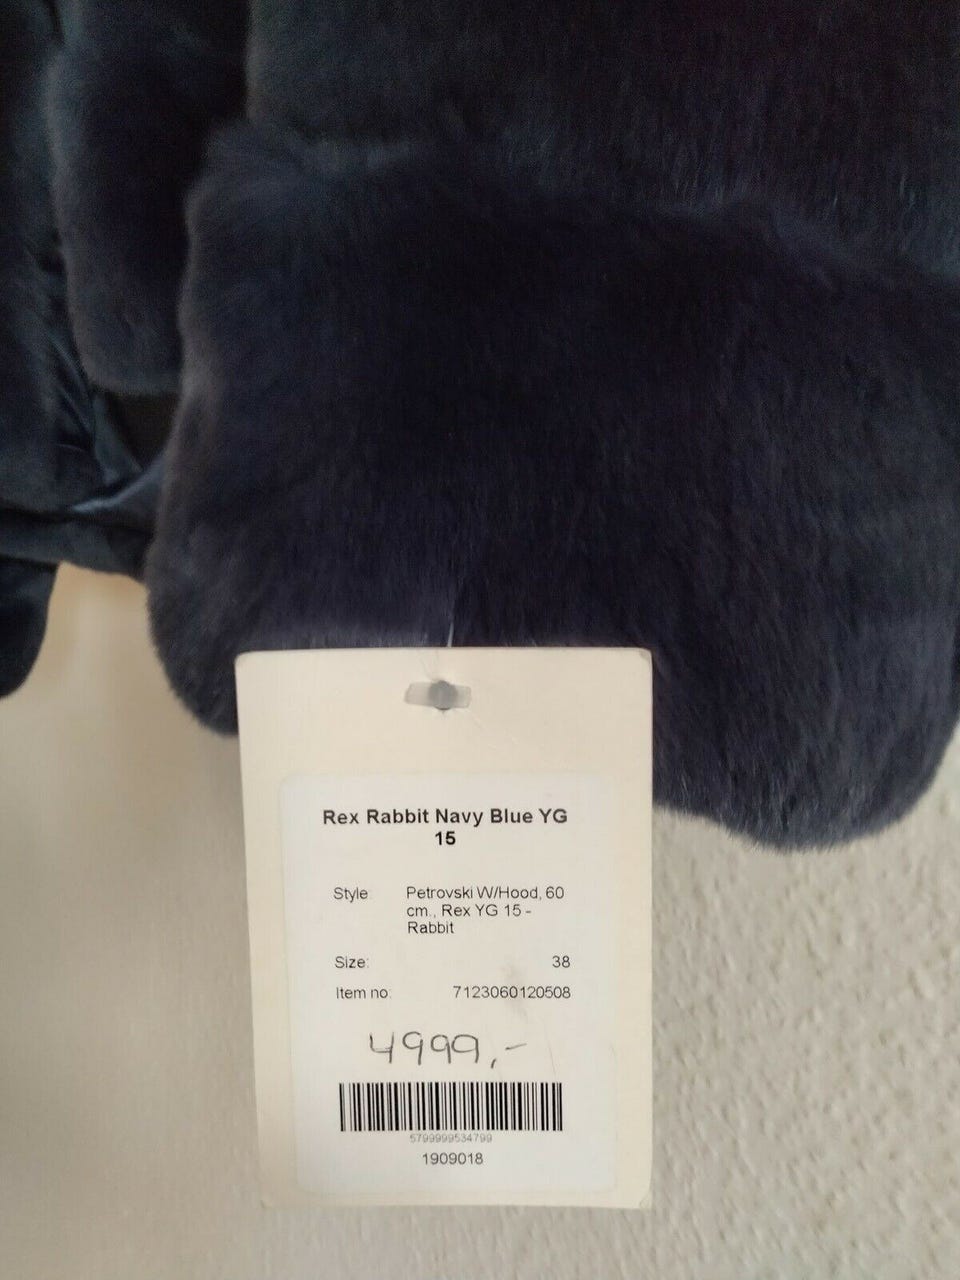 Rex Rabbit Navy Blue YG
15
Style: Petrovski W/Hood, 60
cm., Rex YG 15 -
Rabbit
Size: 38
Item no: 7123060120508
4999,-
5799999534799
1909018